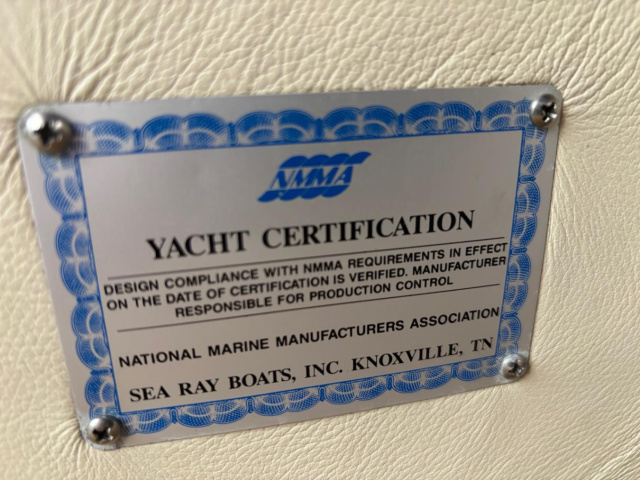 NMMA
YACHT CERTIFICATION
DESIGN COMPLIANCE WITH NMMA REQUIREMENTS IN EFFECT
ON THE DATE OF CERTIFICATION IS VERIFIED. MANUFACTURER
RESPONSIBLE FOR PRODUCTION CONTROL
NATIONAL MARINE MANUFACTURERS ASSOCIATION
SEA RAY BOATS, INC. KNOXVILLE, TN